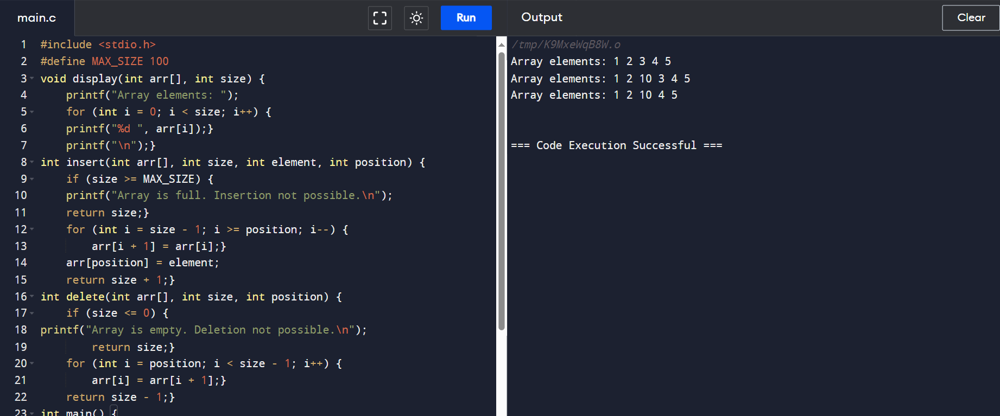 main.c
Run
Output
Clear
1 #include <stdio.h>
2 #define MAX_SIZE 100
3 void display(int arr[], int size) {
4     printf("Array elements: ");
5     for (int i = 0; i < size; i++) {
6     printf("%d ", arr[i]);}
7     printf("\n");}
8 int insert(int arr[], int size, int element, int position) {
9     if (size >= MAX_SIZE) {
10     printf("Array is full. Insertion not possible.\n");
11     return size;}
12     for (int i = size - 1; i >= position; i--) {
13         arr[i + 1] = arr[i];}
14     arr[position] = element;
15     return size + 1;}
16 int delete(int arr[], int size, int position) {
17     if (size <= 0) {
18 printf("Array is empty. Deletion not possible.\n");
19         return size;}
20     for (int i = position; i < size - 1; i++) {
21         arr[i] = arr[i + 1];}
22     return size - 1;}
23 int main() {
/tmp/K9MxeWqB8W.o
Array elements: 1 2 3 4 5
Array elements: 1 2 10 3 4 5
Array elements: 1 2 10 4 5
=== Code Execution Successful ===